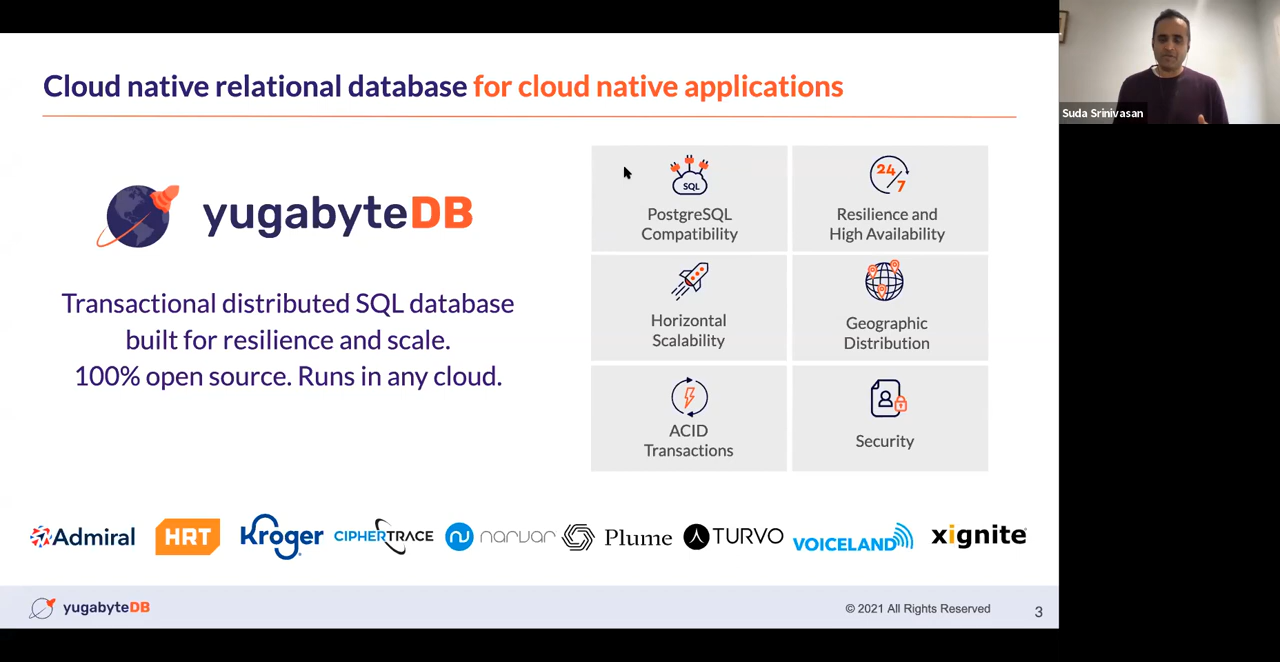 Cloud native relational database for cloud native applications
Suda Srinivasan
yugabyteDB
Transactional distributed SQL database
built for resilience and scale.
100% open source. Runs in any cloud.
SQL
PostgreSQL
Compatibility
24/7
Resilience and
High Availability
Horizontal
Scalability
Geographic
Distribution
ACID
Transactions
Security
Admiral
HRT
Kroger
CIPHERTRACE
narvar
Plume
TURVO
VOICELAND
xignite
yugabyteDB
© 2021 All Rights Reserved
3